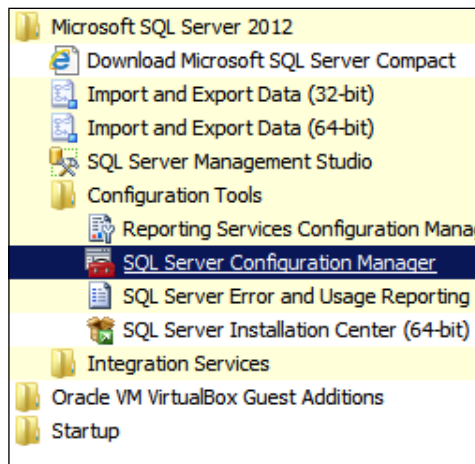 Microsoft SQL Server 2012
Download Microsoft SQL Server Compact
Import and Export Data (32-bit)
Import and Export Data (64-bit)
SQL Server Management Studio
Configuration Tools
Reporting Services Configuration Mana
SQL Server Configuration Manager
SQL Server Error and Usage Reporting
SQL Server Installation Center (64-bit)
Integration Services
Oracle VM VirtualBox Guest Additions
Startup